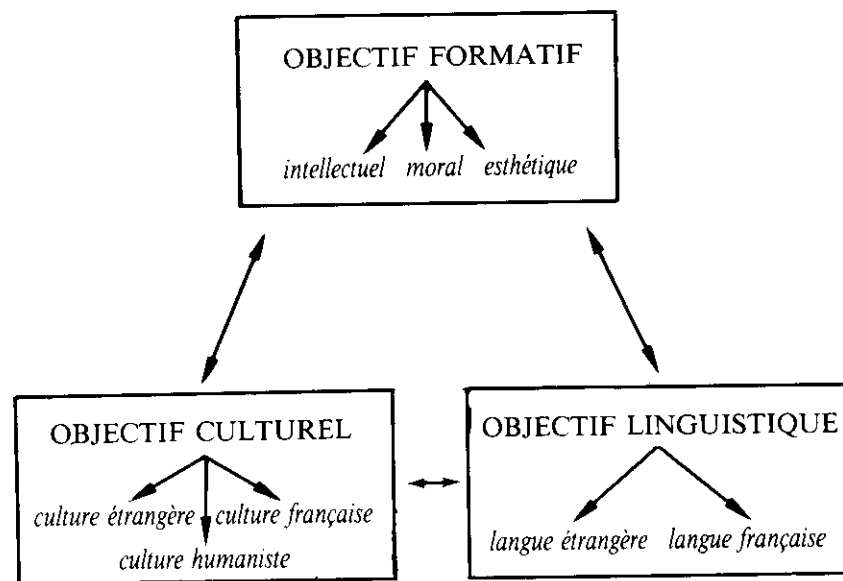 OBJECTIF FORMATIF
intellectuel moral esthétique
OBJECTIF CULTUREL
culture étrangère culture française
culture humaniste
OBJECTIF LINGUISTIQUE
langue étrangère langue française